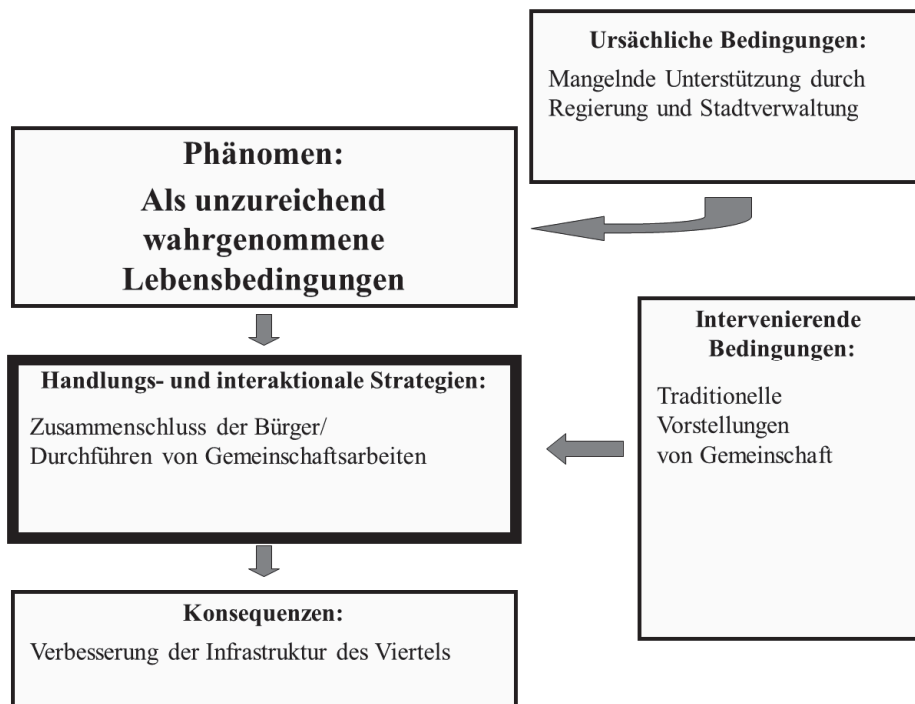 Ursächliche Bedingungen:
Mangelnde Unterstützung durch
Regierung und Stadtverwaltung
Phänomen:
Als unzureichend
wahrgenommene
Lebensbedingungen
Handlungs- und interaktionale Strategien:
Zusammenschluss der Bürger/
Durchführen von Gemeinschaftsarbeiten
Intervenierende
Bedingungen:
Traditionelle
Vorstellungen
von Gemeinschaft
Konsequenzen:
Verbesserung der Infrastruktur des Viertels